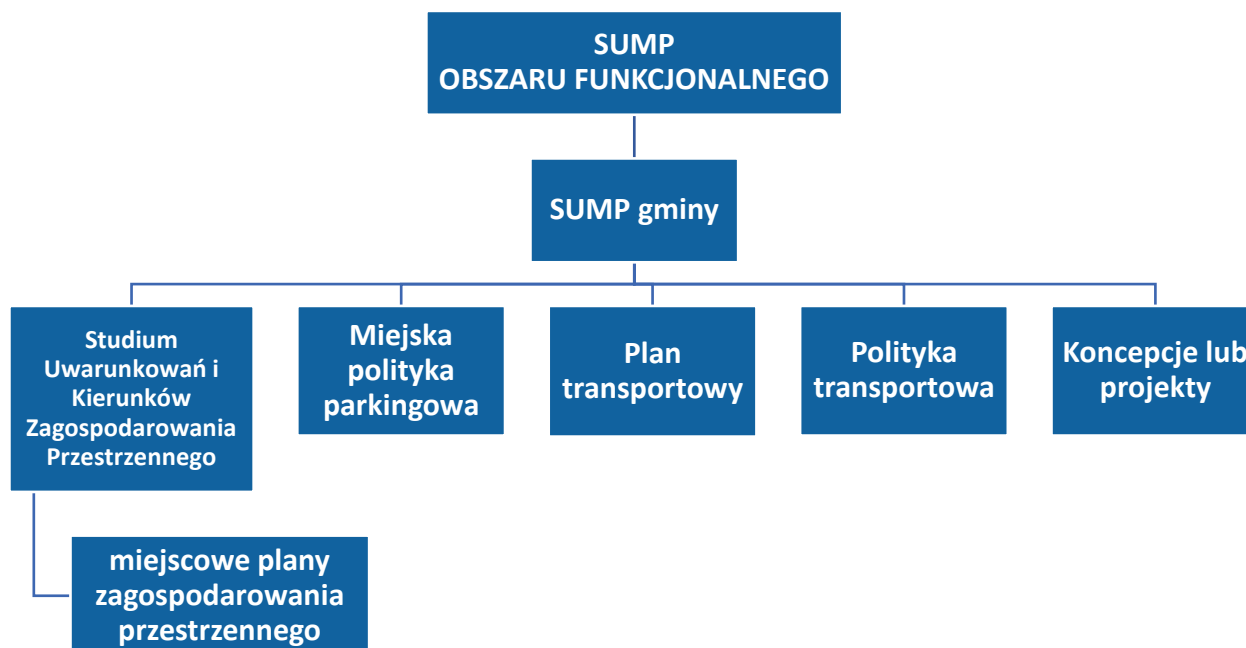 SUMP
OBSZARU FUNKCJONALNEGO
SUMP gminy
Studium
Uwarunkowań i
Kierunków
Zagospodarowania
Przestrzennego
Miejska
polityka
parkingowa
Plan
transportowy
Polityka
transportowa
Koncepcje lub
projekty
miejscowe plany
zagospodarowania
przestrzennego